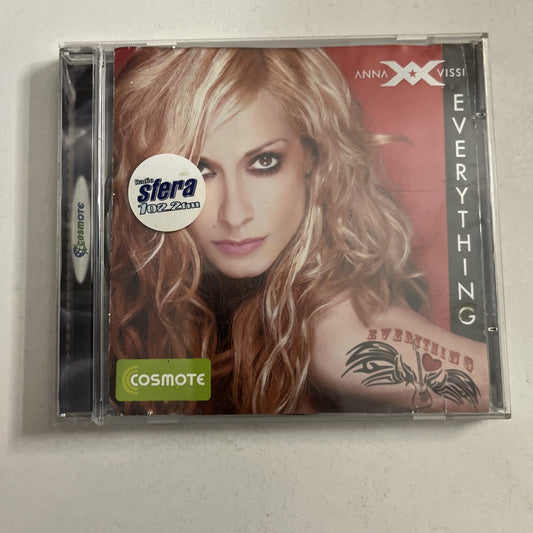 ANNA VISSI
EVERYTHING
Radio
sfera
102.2fm
EVERYTHING
COSMOTE
COSMOTE